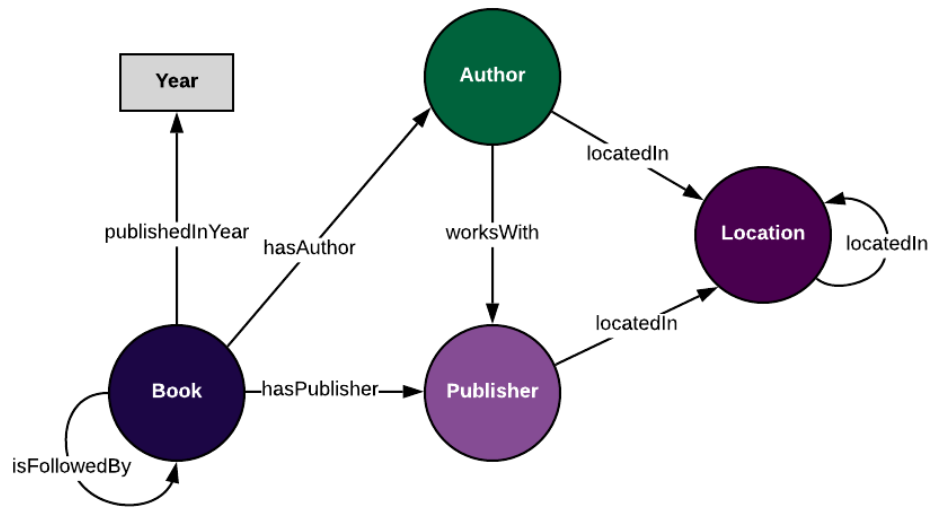 Author
Year
locatedIn
publishedInYear
worksWith
Location
hasAuthor
locatedIn
locatedIn
Book
hasPublisher
Publisher
isFollowedBy